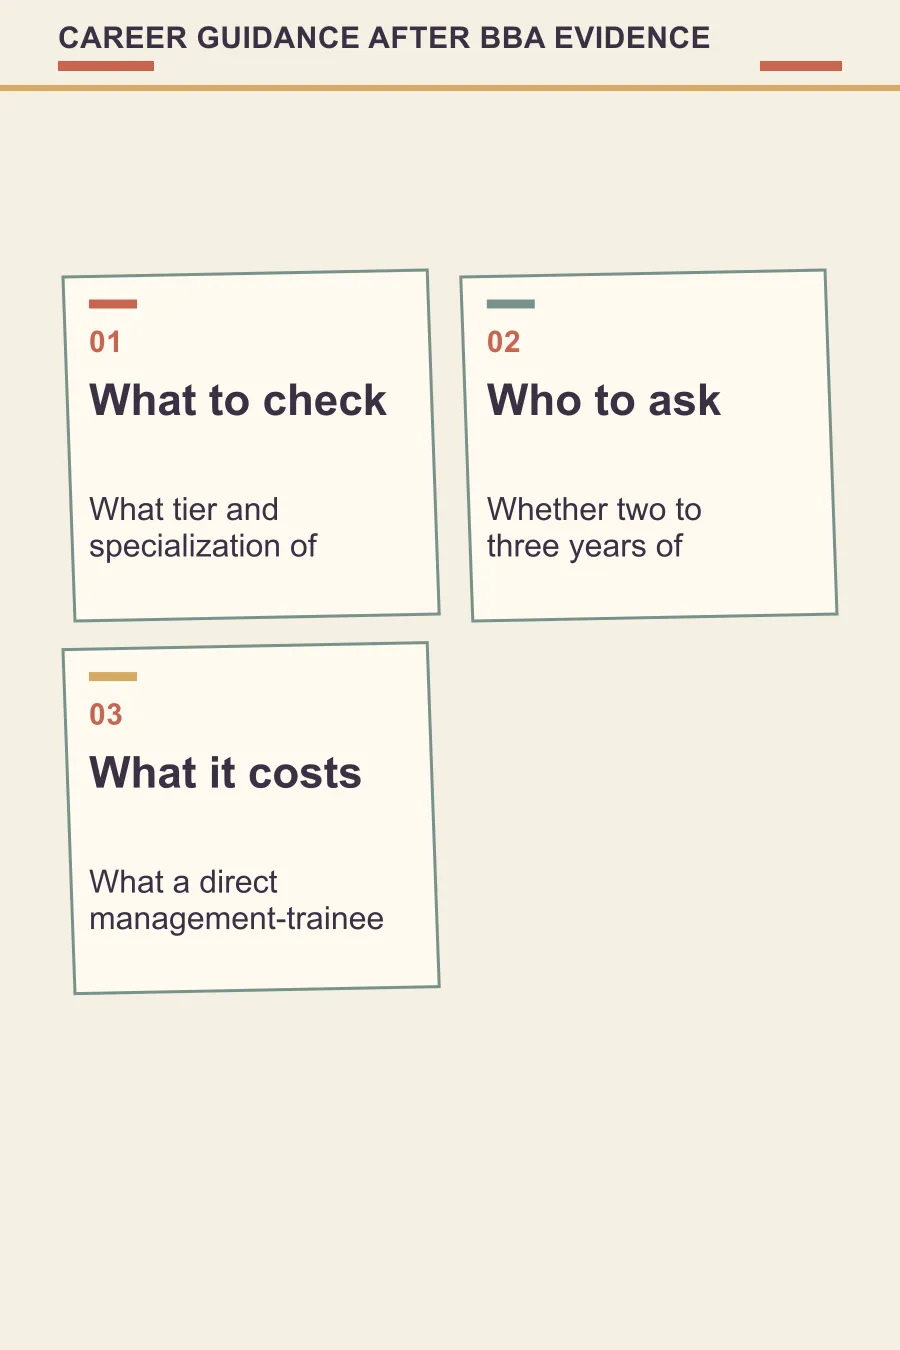 CAREER GUIDANCE AFTER BBA EVIDENCE
01
What to check
What tier and
specialization of
02
Who to ask
Whether two to
three years of
03
What it costs
What a direct
management-trainee